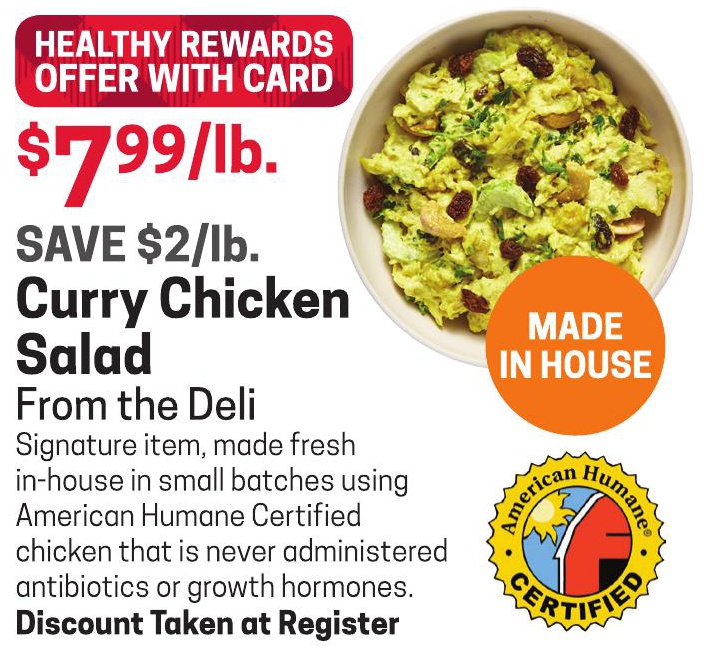 HEALTHY REWARDS
OFFER WITH CARD
$7.99/lb.
SAVE $2/lb.
Curry Chicken
Salad
From the Deli
Signature item, made fresh
in-house in small batches using
American Humane Certified
chicken that is never administered
antibiotics or growth hormones.
Discount Taken at Register
MADE
IN HOUSE
American Humane®
CERTIFIED